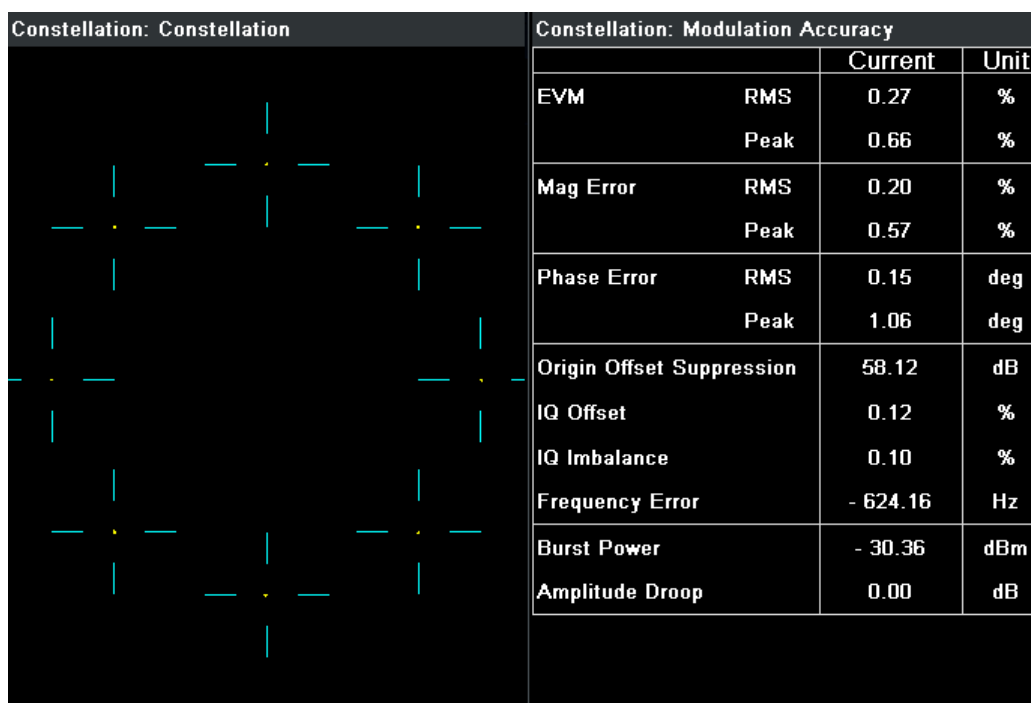 Constellation: Constellation
Constellation: Modulation Accuracy
Current Unit
EVM RMS 0.27 %
Peak 0.66 %
Mag Error RMS 0.20 %
Peak 0.57 %
Phase Error RMS 0.15 deg
Peak 1.06 deg
Origin Offset Suppression 58.12 dB
IQ Offset 0.12 %
IQ Imbalance 0.10 %
Frequency Error - 624.16 Hz
Burst Power - 30.36 dBm
Amplitude Droop 0.00 dB